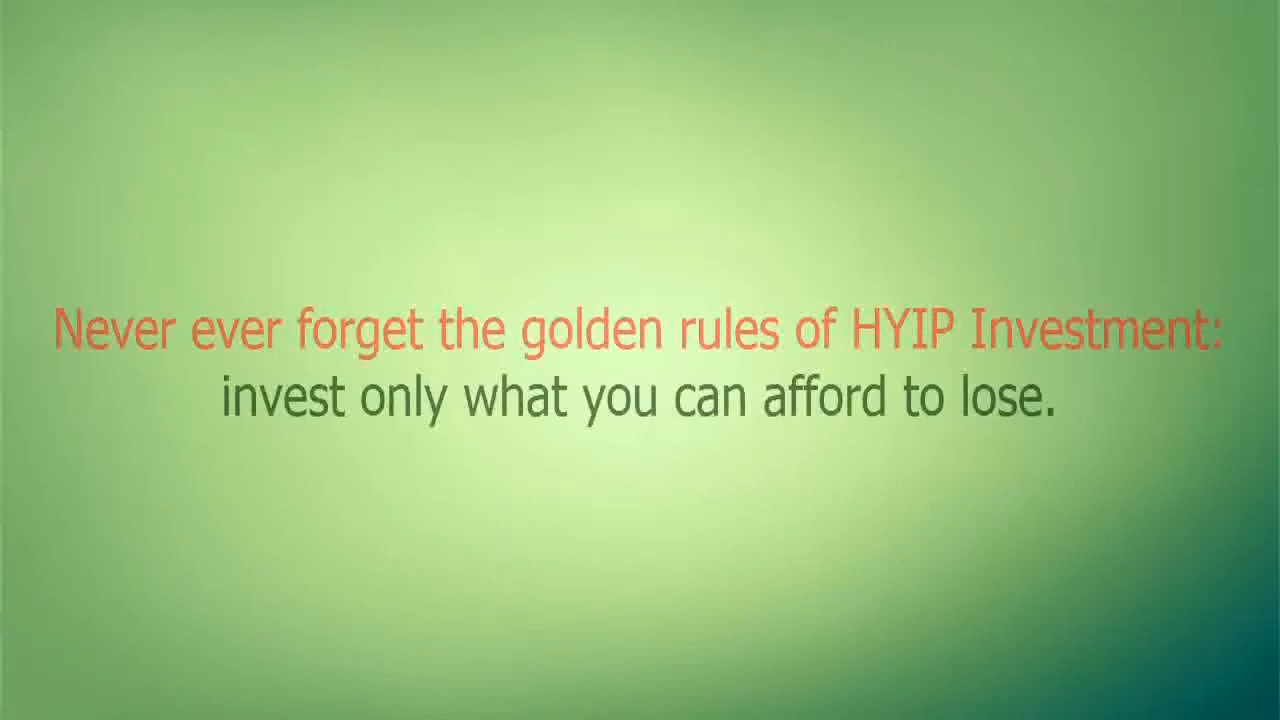 Never ever forget the golden rules of HYIP Investment:
invest only what you can afford to lose.